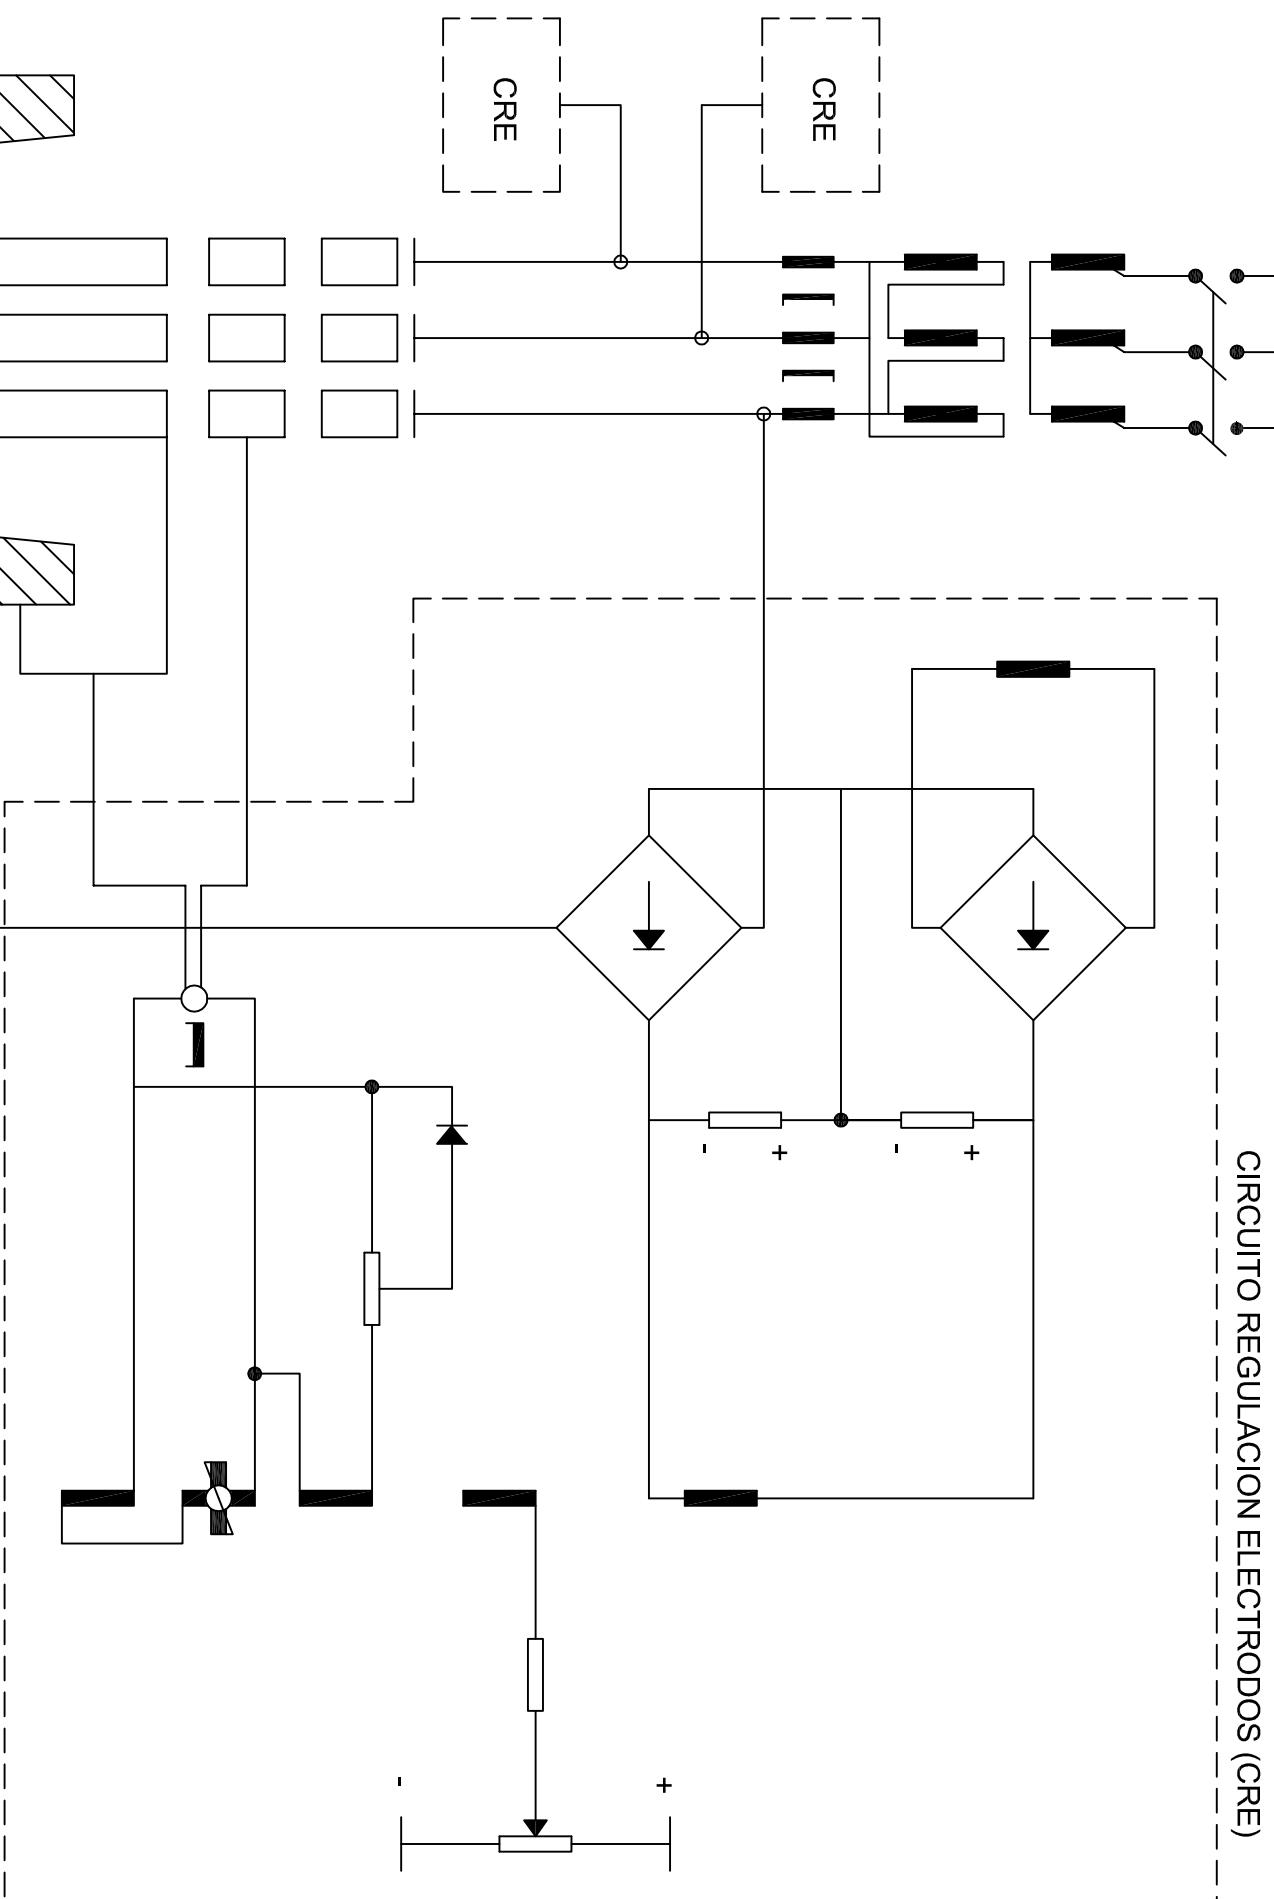 CRE
CRE
CIRCUITO REGULACION ELECTRODOS (CRE)
- + - +
- +